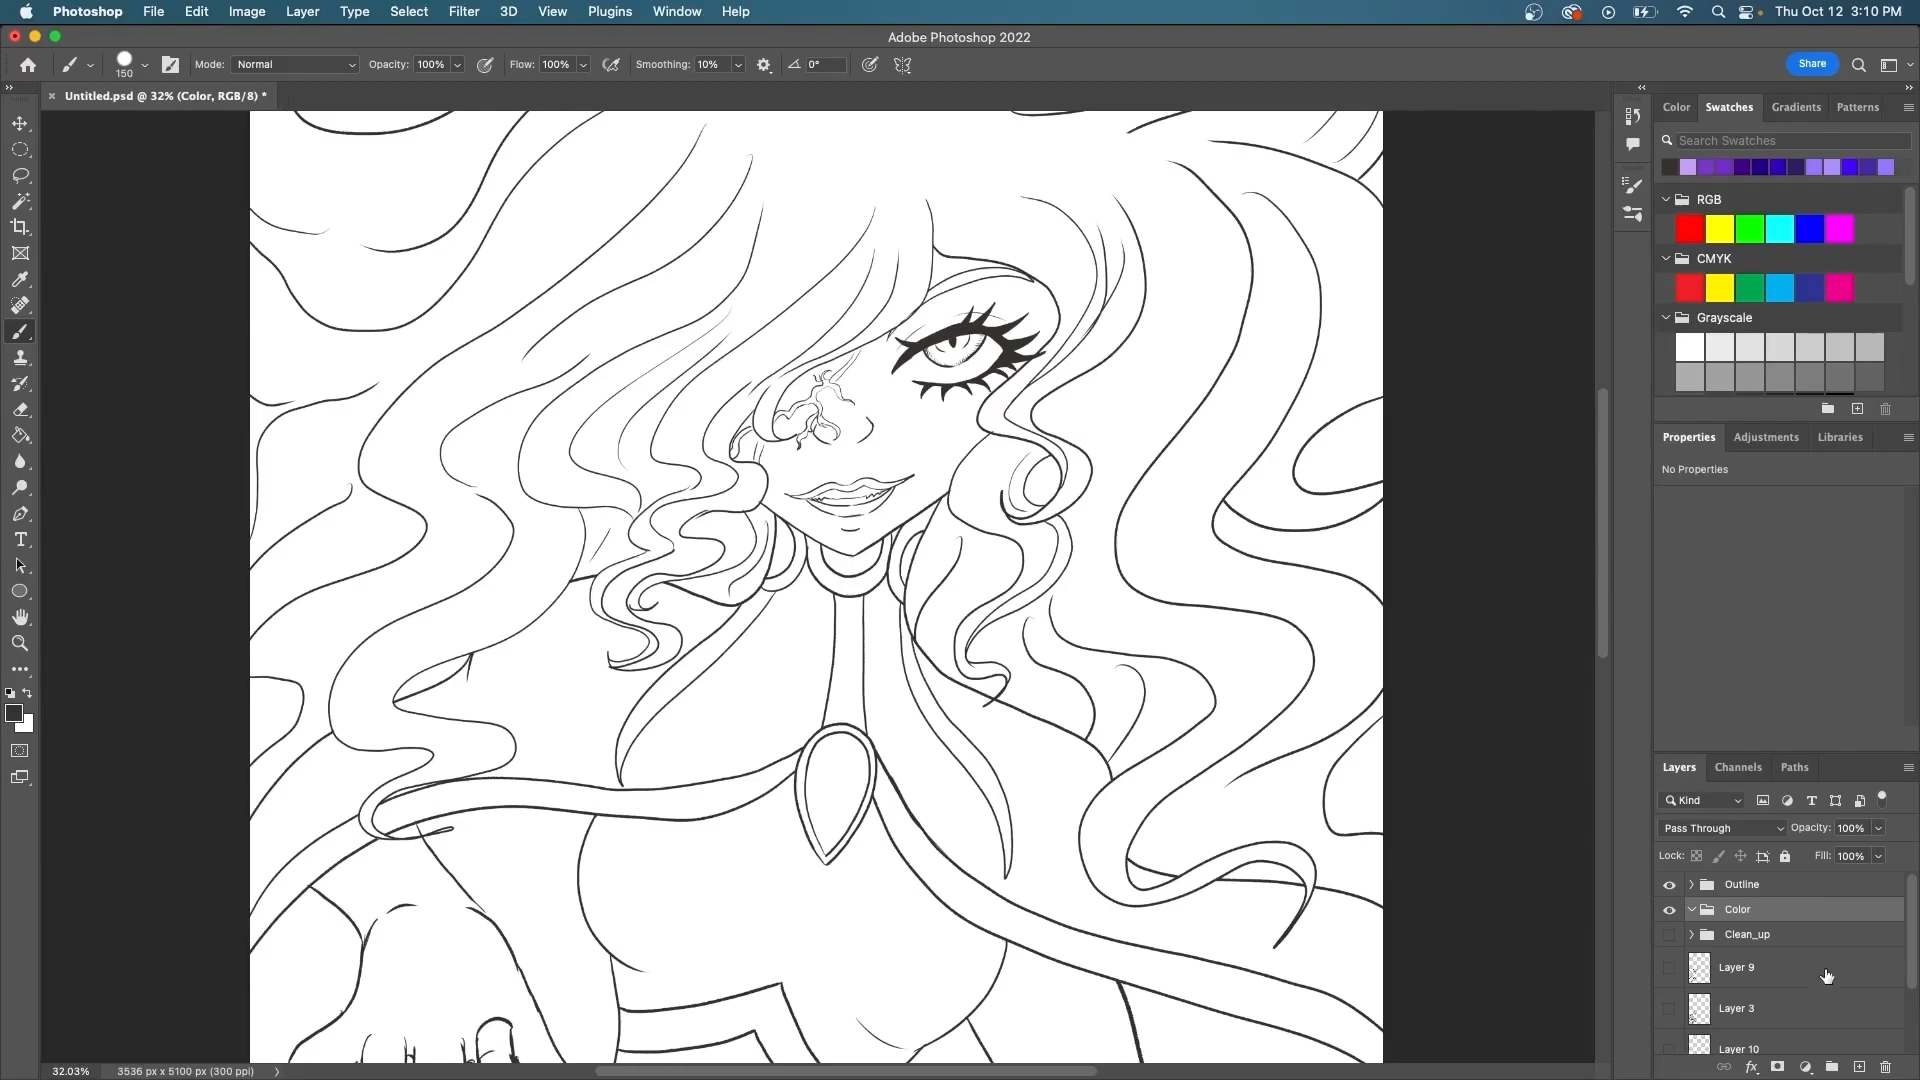 Photoshop File Edit Image Layer Type Select Filter 3D View Plugins Window Help Thu Oct 12 3:10 PM
Adobe Photoshop 2022
150 Mode: Normal Opacity: 100% Flow: 100% Smoothing: 10% 0° Share
× Untitled.psd @ 32% (Color, RGB/8) *
Color Swatches Gradients Patterns
Search Swatches
RGB
CMYK
Grayscale
Properties Adjustments Libraries
No Properties
Layers Channels Paths
Kind
Pass Through Opacity: 100%
Lock: Fill: 100%
Outline
Color
Clean_up
Layer 9
Layer 3
Layer 10
32.03% 3536 px x 5100 px (300 ppi)